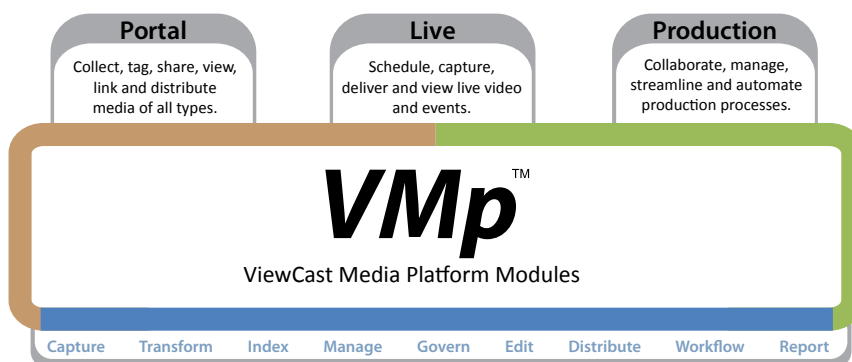 Portal
Collect, tag, share, view,
link and distribute
media of all types.
Live
Schedule, capture,
deliver and view live video
and events.
Production
Collaborate, manage,
streamline and automate
production processes.
VMp™
ViewCast Media Platform Modules
Capture Transform Index Manage Govern Edit Distribute Workflow Report